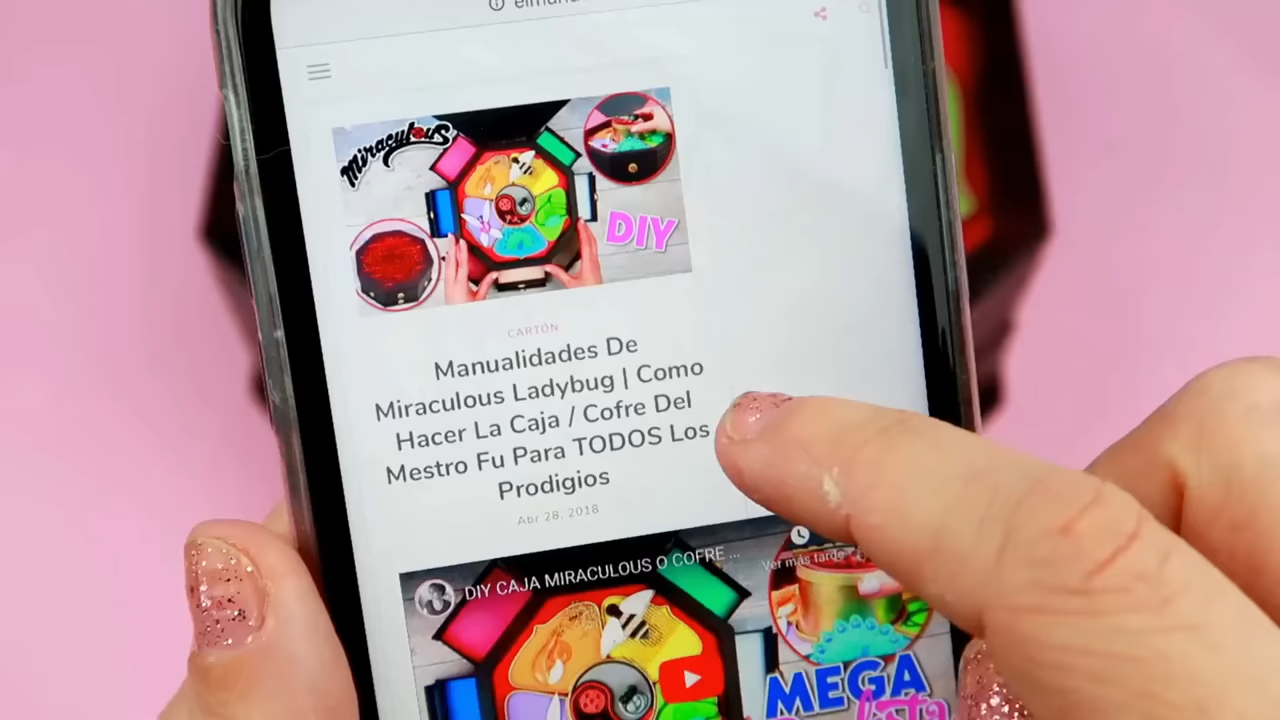 Miraculous
DIY
CARTÓN
Manualidades De
Miraculous Ladybug | Como
Hacer La Caja / Cofre Del
Mestro Fu Para TODOS Los
Prodigios
Abr 28, 2018
DIY CAJA MIRACULOUS O COFRE ...
Ver más tarde
MEGA